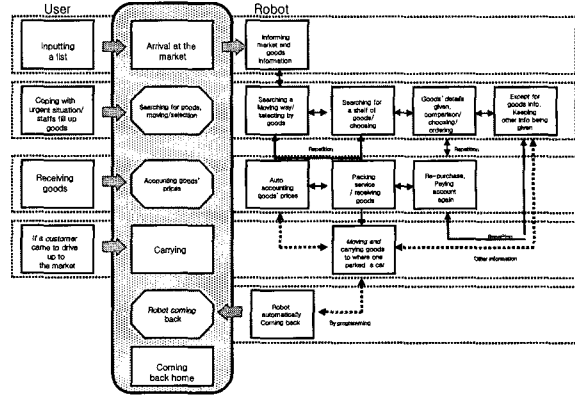 User
Robot
Inputting
a list
Arrival at the
market
Informing
market and
goods
information
Coping with
urgent situation/
staffs fill up
goods
Searching for goods,
moving/selection
Searching a
Moving way/
selecting by
goods
Searching for
a shelf of
goods/
choosing
Goods' details
given,
comparison/
choosing/
ordering
Except for
goods info.
Keeping
other info being
given
Repetition
Repetition
Receiving
goods
Accounting goods'
prices
Auto
accounting
goods' prices
Packing
service
/ receiving
goods
Re-purchase,
Paying
account
again
If a customer
came to drive
up to
the market
Carrying
Moving and
carrying goods
to where one
parked a car
Other information
Robot coming
back
Robot
automatically
Coming back
By programming
Coming
back home